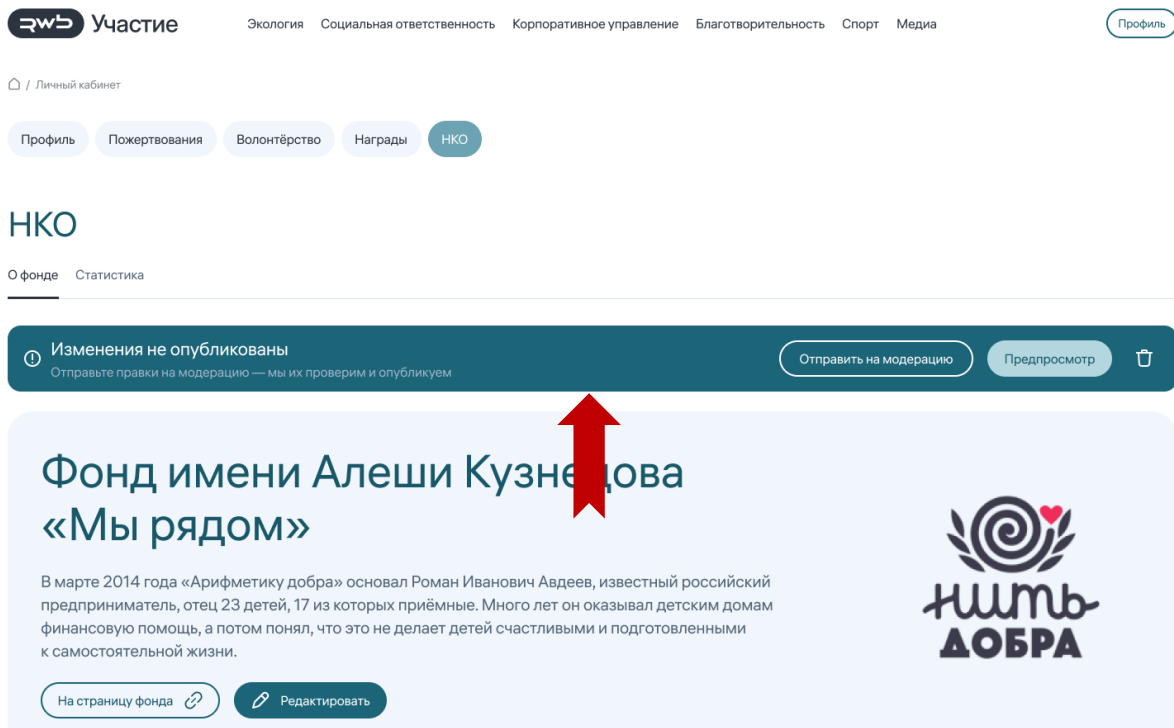 RWB Участие
Экология Социальная ответственность Корпоративное управление Благотворительность Спорт Медиа
Профиль
/ Личный кабинет
Профиль Пожертвования Волонтёрство Награды НКО
НКО
О фонде Статистика
Изменения не опубликованы
Отправьте правки на модерацию — мы их проверим и опубликуем
Отправить на модерацию Предпросмотр
Фонд имени Алеши
«Мы рядом»
В марте 2014 года «Арифметику добра» основал Роман Иванович Авдеев, известный российский
предприниматель, отец 23 детей, 17 из которых приёмные. Много лет он оказывал детским домам
финансовую помощь, а потом понял, что это не делает детей счастливыми и подготовленными
к самостоятельной жизни.
На страницу фонда Редактировать
нить
ДОБРА